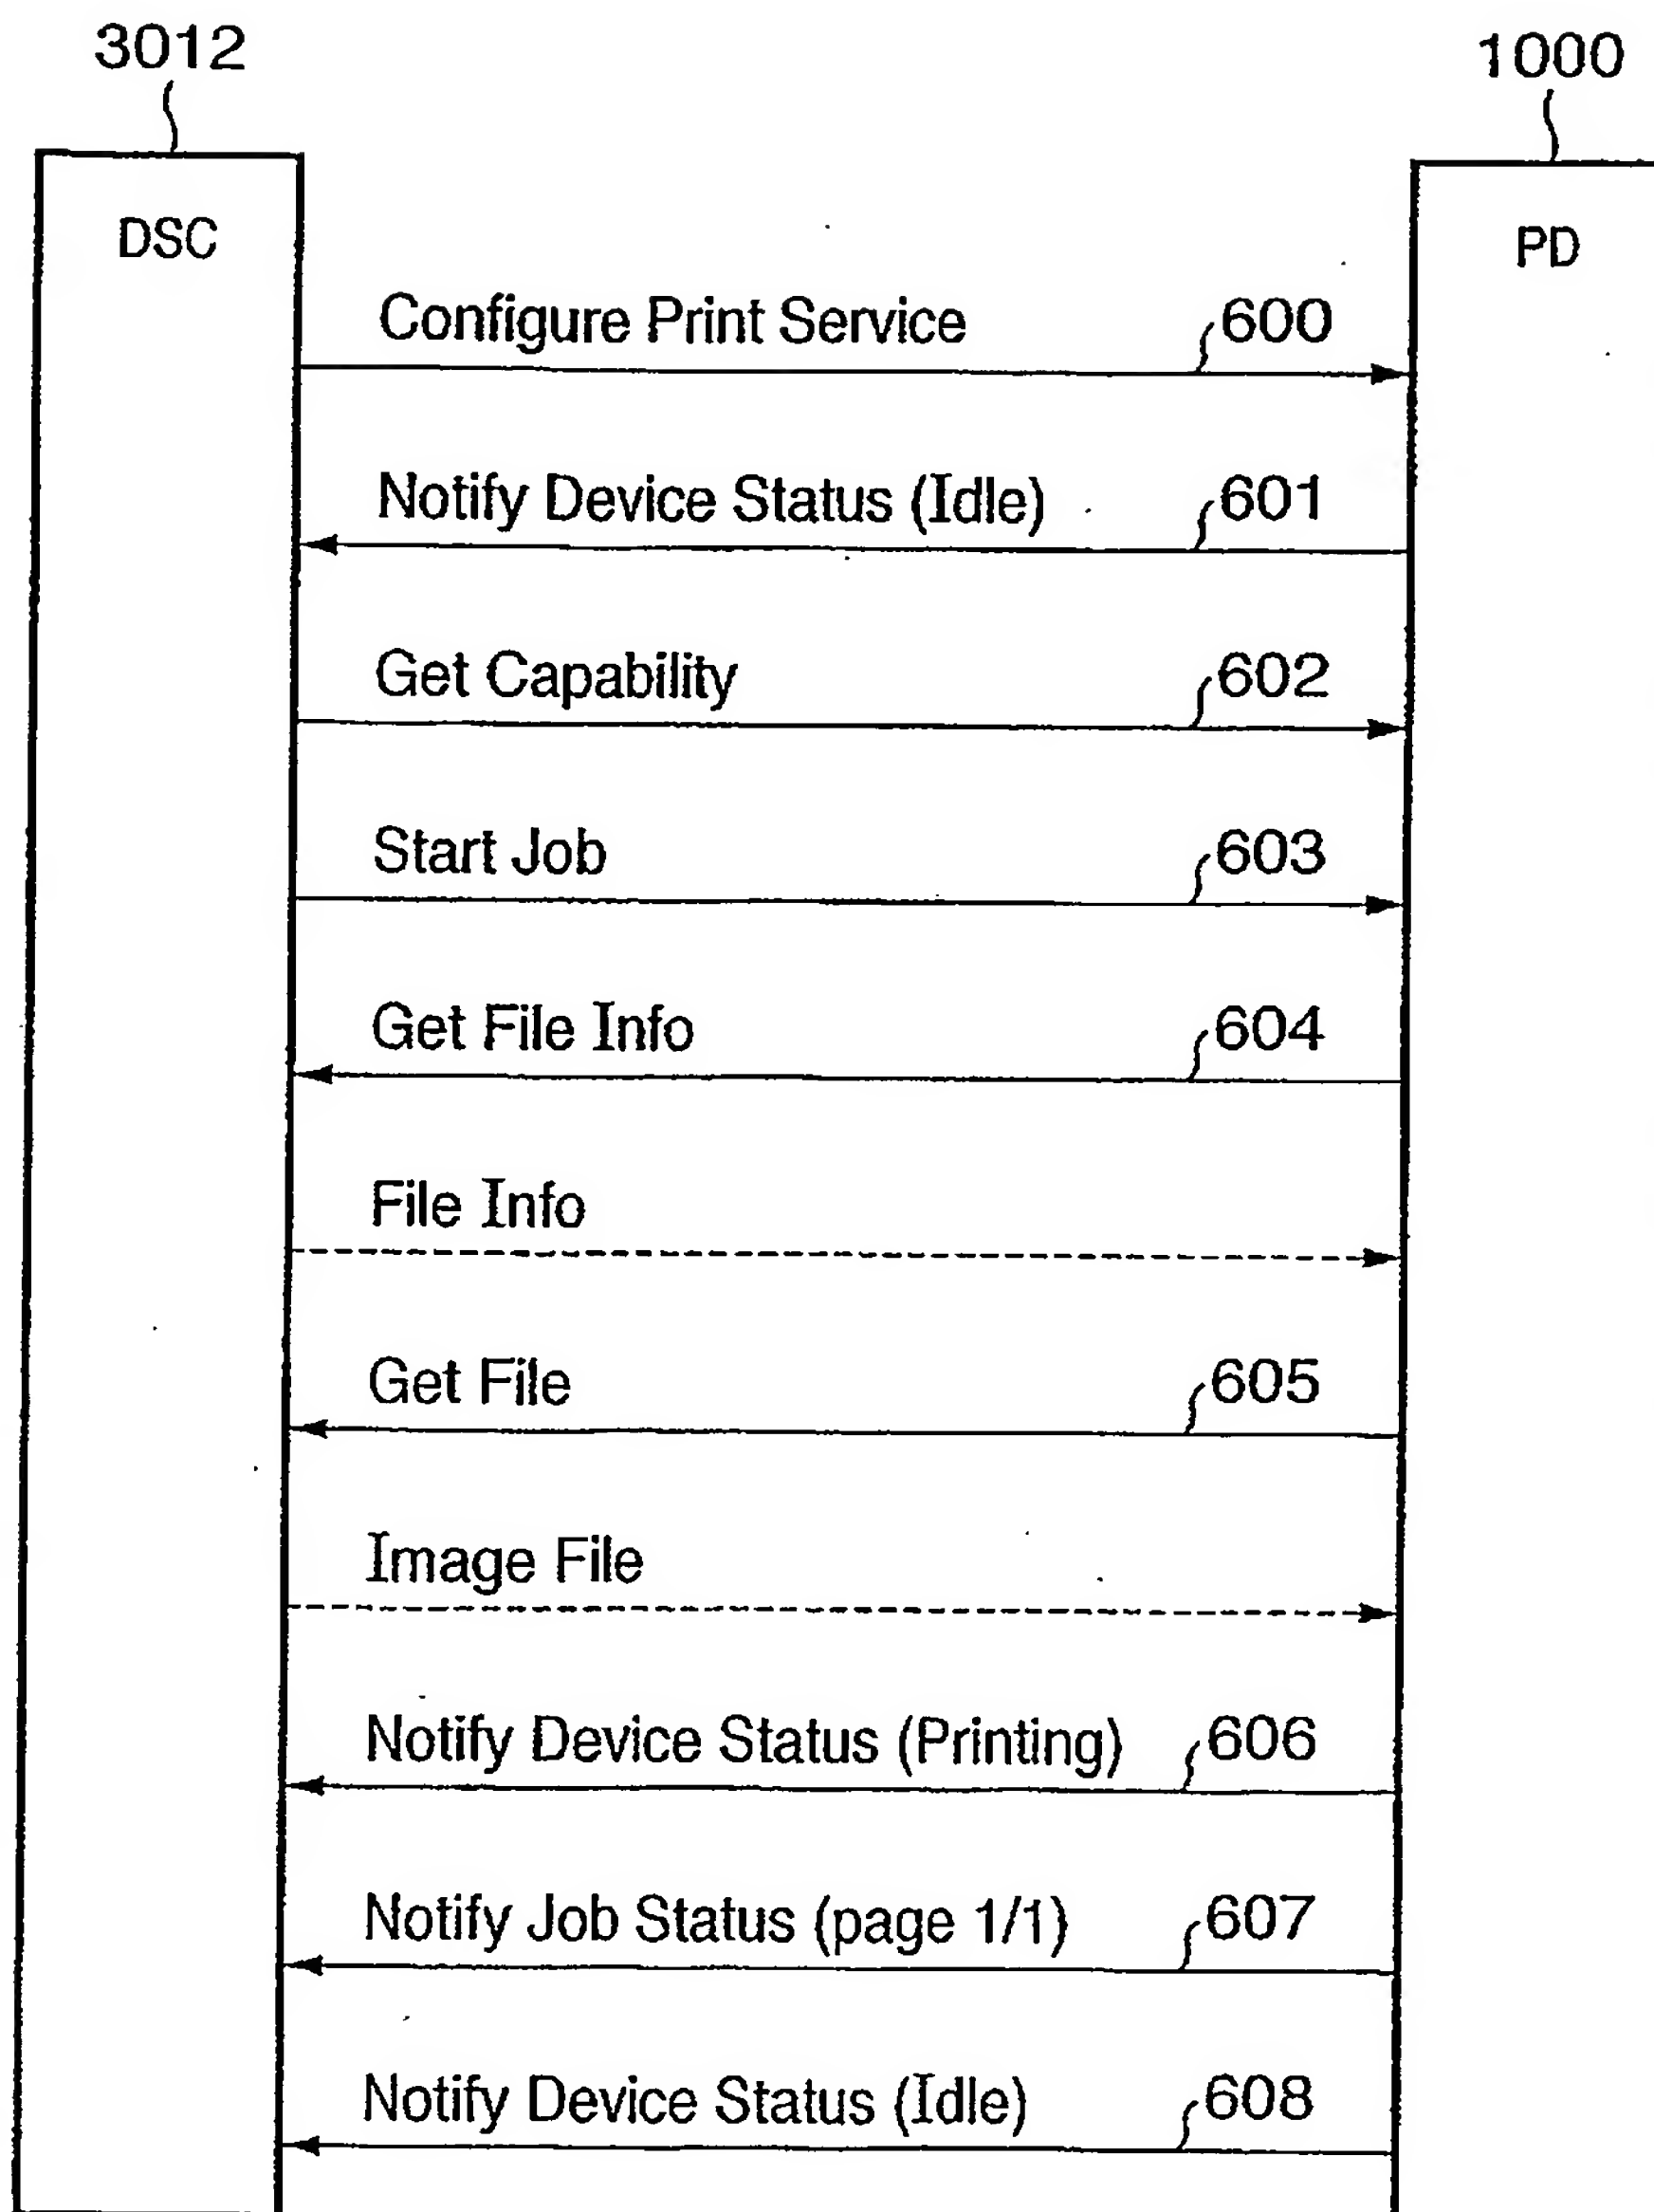 3012
1000
DSC
PD
Configure Print Service 600
Notify Device Status (Idle) 601
Get Capability 602
Start Job 603
Get File Info 604
File Info
Get File 605
Image File
Notify Device Status (Printing) 606
Notify Job Status (page 1/1) 607
Notify Device Status (Idle) 608